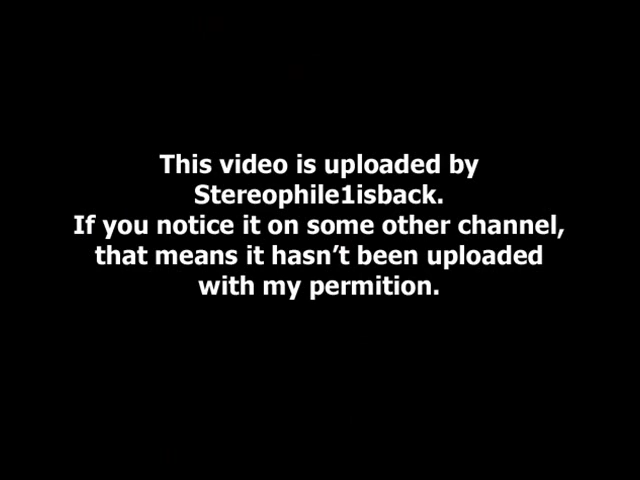 This video is uploaded by
Stereophile1isback.
If you notice it on some other channel,
that means it hasn’t been uploaded
with my permition.